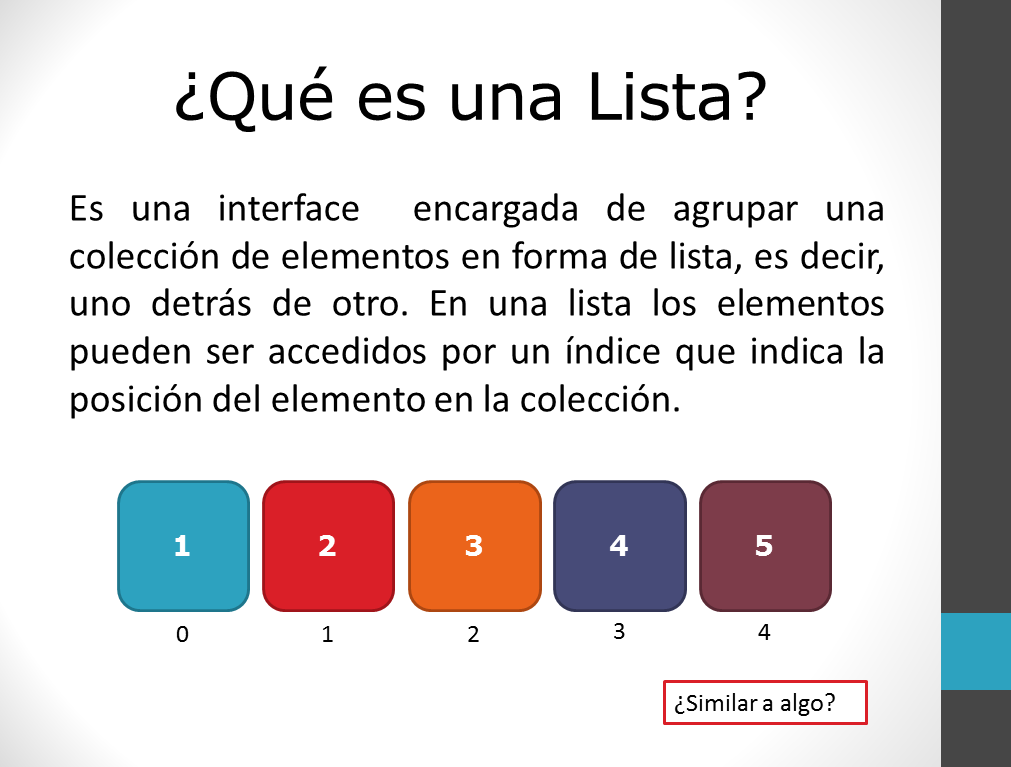 ¿Qué es una Lista?
Es una interface encargada de agrupar una
colección de elementos en forma de lista, es decir,
uno detrás de otro. En una lista los elementos
pueden ser accedidos por un índice que indica la
posición del elemento en la colección.
1 2 3 4 5
0 1 2 3 4
¿Similar a algo?